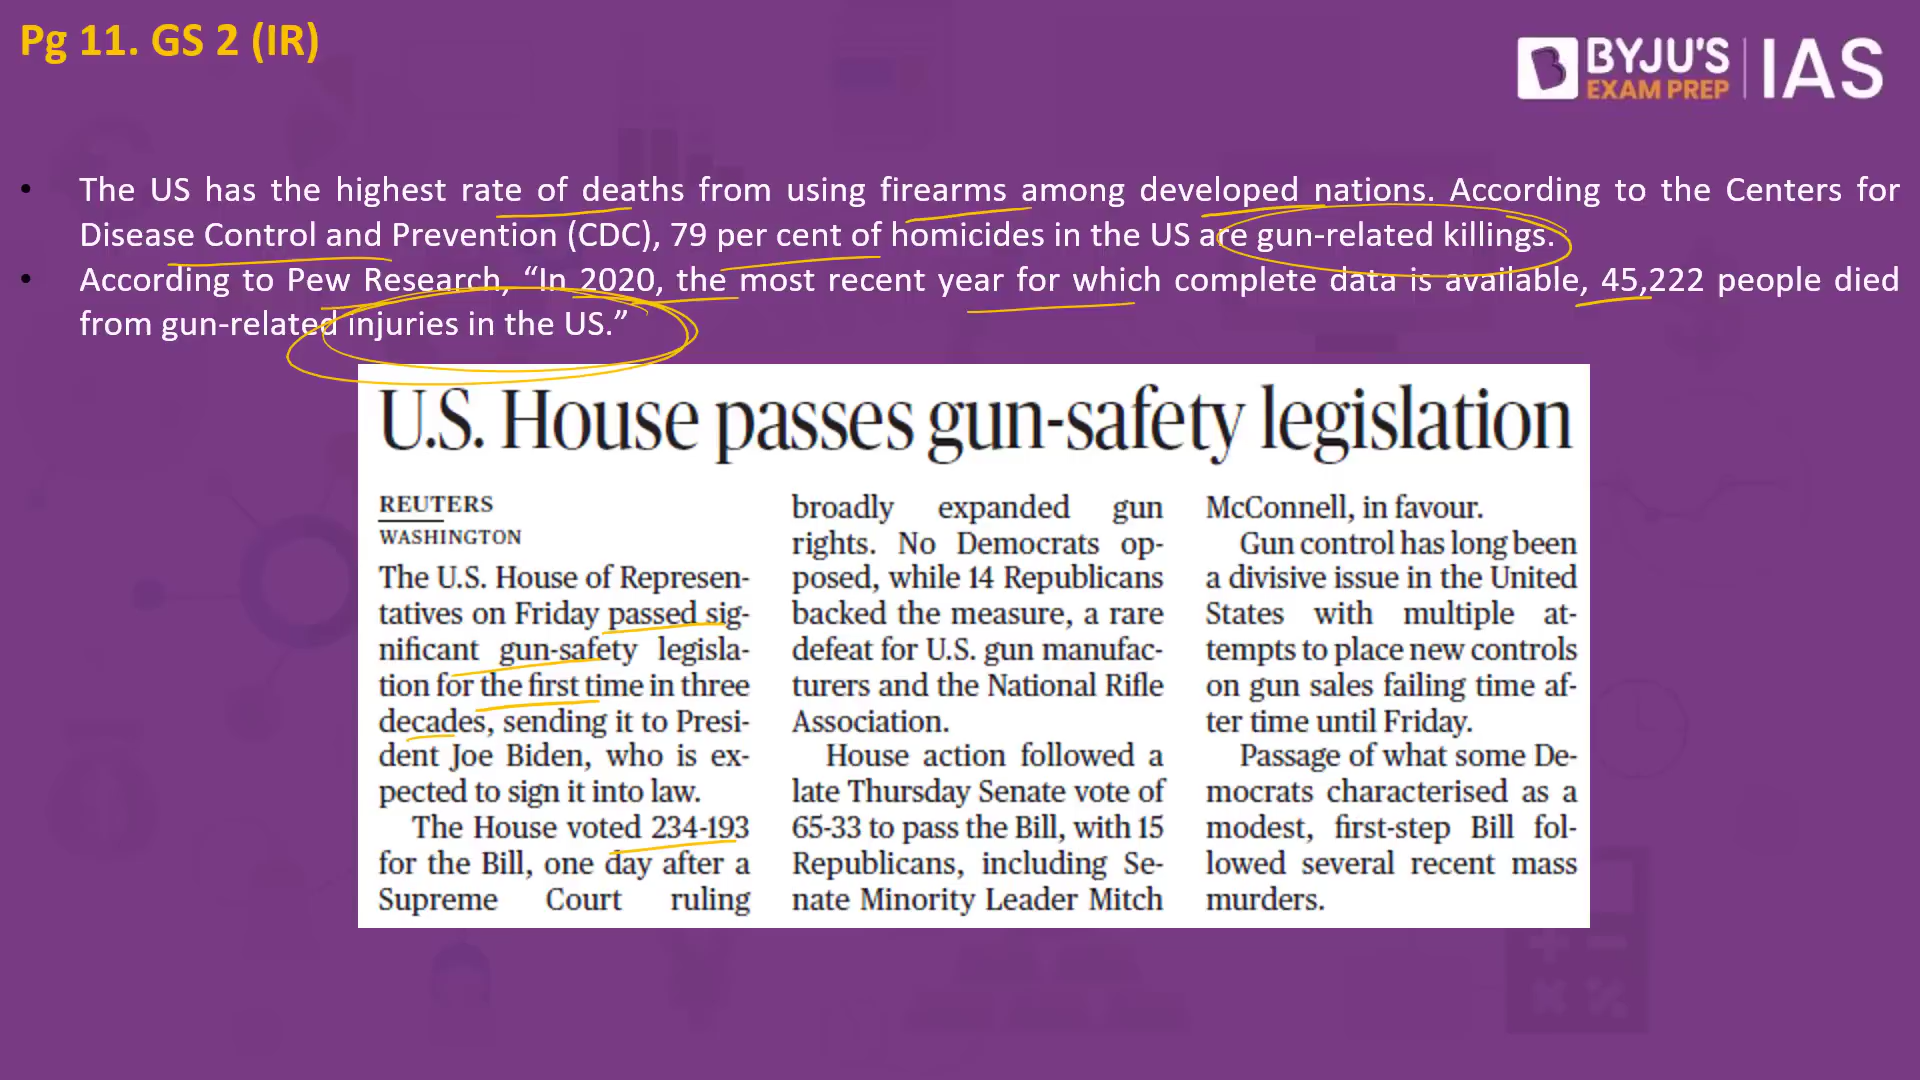 Pg 11. GS 2 (IR)
BYJU'S
EXAM PREP
IAS
• The US has the highest rate of deaths from using firearms among developed nations. According to the Centers for
Disease Control and Prevention (CDC), 79 per cent of homicides in the US are gun-related killings.
• According to Pew Research, “In 2020, the most recent year for which complete data is available, 45,222 people died
from gun-related injuries in the US.”
U.S. House passes gun-safety legislation
REUTERS
WASHINGTON
The U.S. House of Represen-
tatives on Friday passed sig-
nificant gun-safety legisla-
tion for the first time in three
decades, sending it to Presi-
dent Joe Biden, who is ex-
pected to sign it into law.
The House voted 234-193
for the Bill, one day after a
Supreme Court ruling
broadly expanded gun
rights. No Democrats op-
posed, while 14 Republicans
backed the measure, a rare
defeat for U.S. gun manufac-
turers and the National Rifle
Association.
House action followed a
late Thursday Senate vote of
65-33 to pass the Bill, with 15
Republicans, including Se-
nate Minority Leader Mitch
McConnell, in favour.
Gun control has long been
a divisive issue in the United
States with multiple at-
tempts to place new controls
on gun sales failing time af-
ter time until Friday.
Passage of what some De-
mocrats characterised as a
modest, first-step Bill fol-
lowed several recent mass
murders.